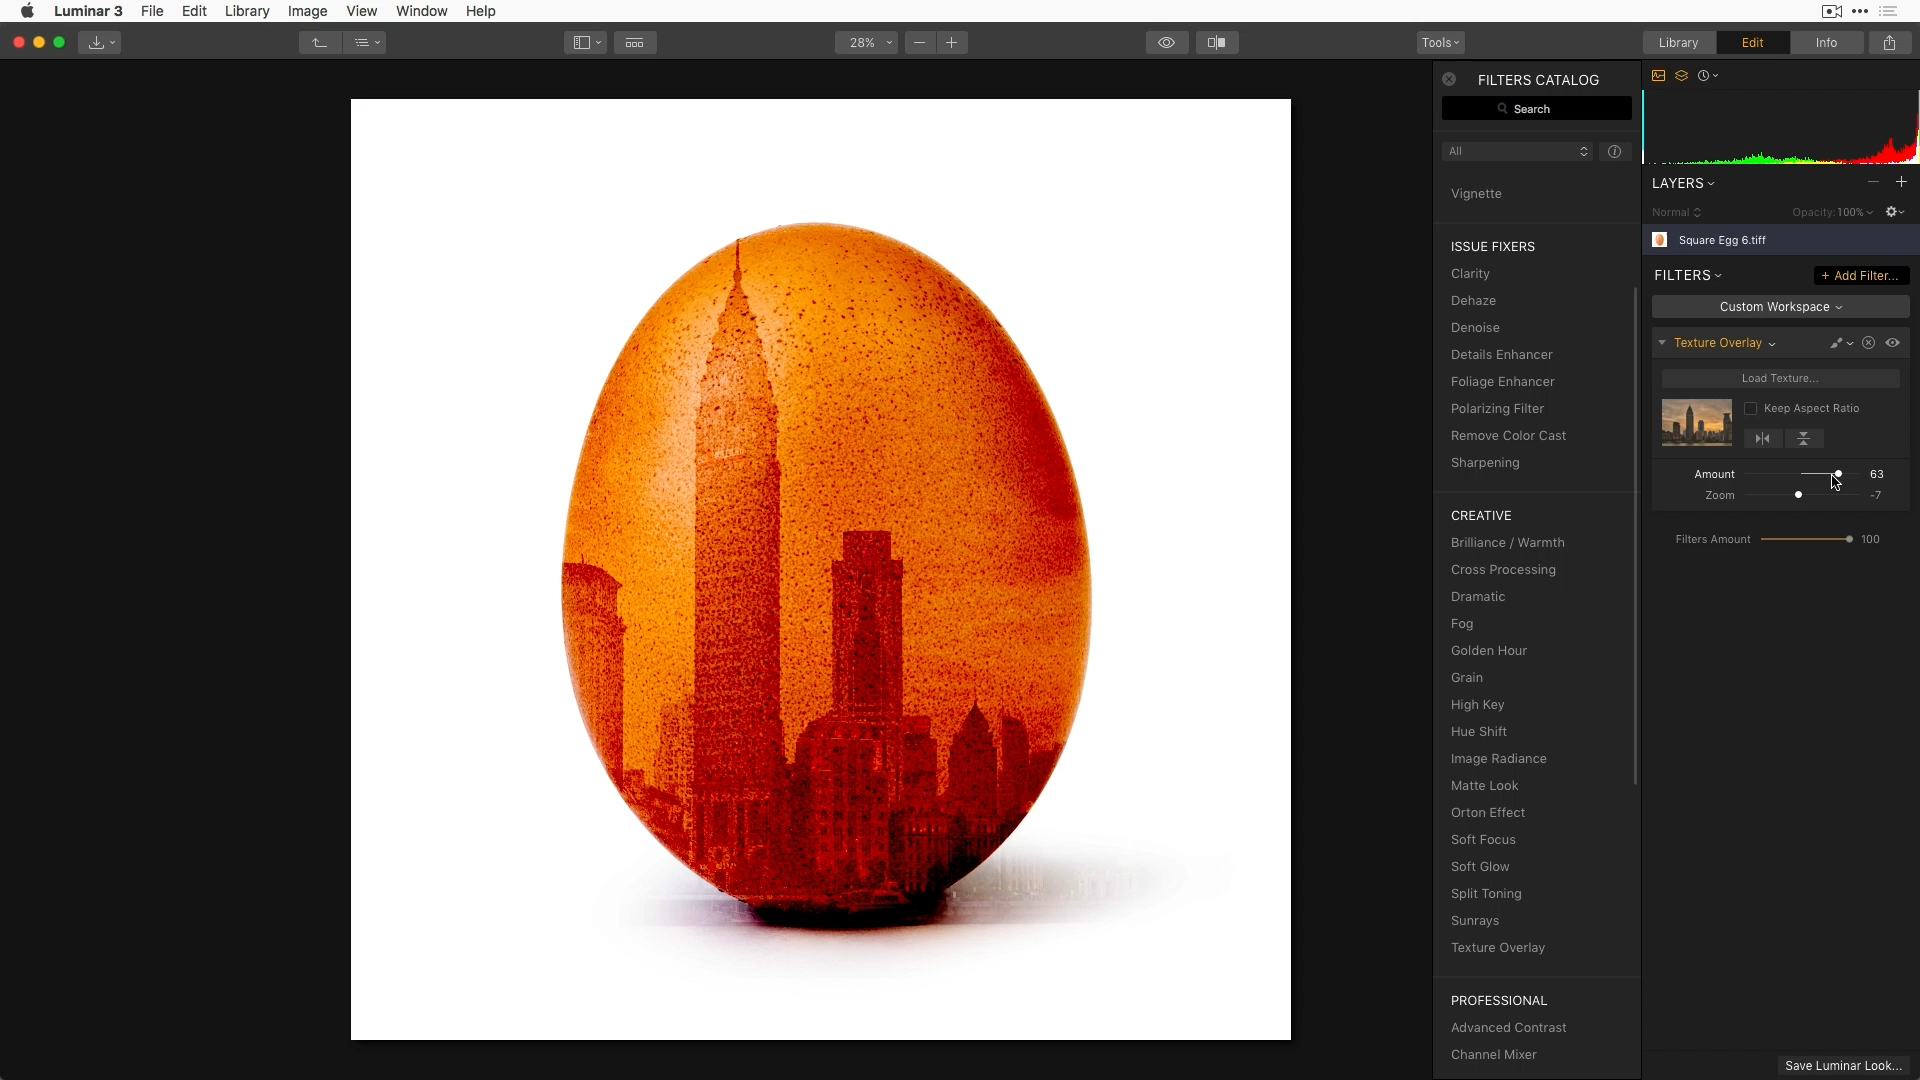 Luminar 3 File Edit Library Image View Window Help
28%
Tools
Library Edit Info
FILTERS CATALOG
Search
All
Vignette
ISSUE FIXERS
Clarity
Dehaze
Denoise
Details Enhancer
Foliage Enhancer
Polarizing Filter
Remove Color Cast
Sharpening
CREATIVE
Brilliance / Warmth
Cross Processing
Dramatic
Fog
Golden Hour
Grain
High Key
Hue Shift
Image Radiance
Matte Look
Orton Effect
Soft Focus
Soft Glow
Split Toning
Sunrays
Texture Overlay
PROFESSIONAL
Advanced Contrast
Channel Mixer
LAYERS
Normal Opacity: 100%
Square Egg 6.tiff
FILTERS + Add Filter...
Custom Workspace
Texture Overlay
Load Texture...
Keep Aspect Ratio
Amount 63
Zoom -7
Filters Amount 100
Save Luminar Look...